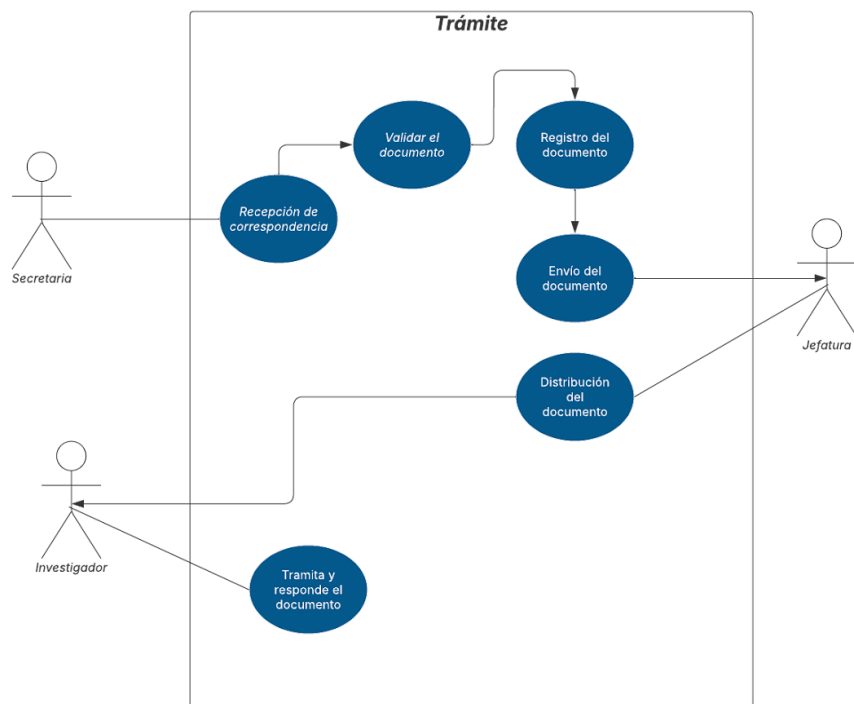 Trámite
Validar el
documento
Registro del
documento
Recepción de
correspondencia
Secretaria
Envío del
documento
Jefatura
Distribución
del
documento
Investigador
Tramita y
responde el
documento